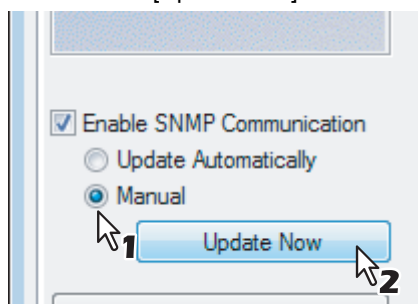 Enable SNMP Communication
Update Automatically
Manual
1
Update Now
2